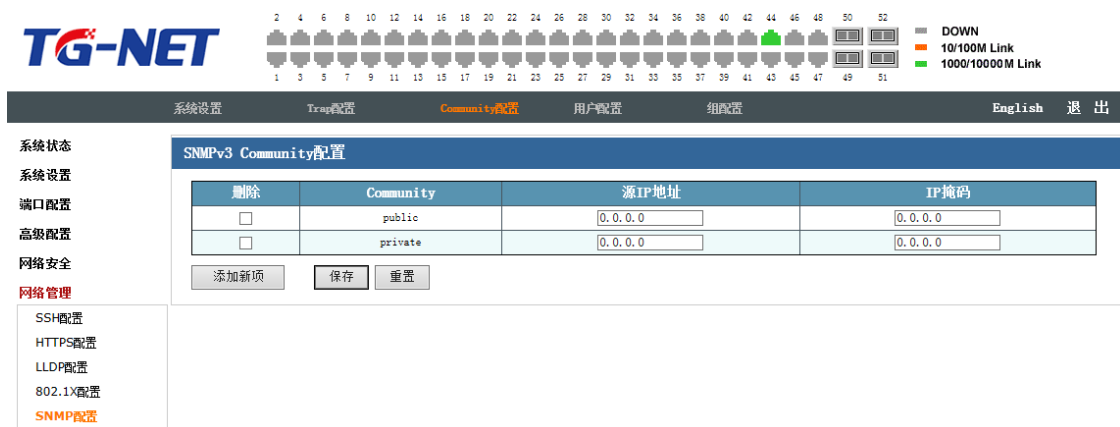 TG-NET
2 4 6 8 10 12 14 16 18 20 22 24 26 28 30 32 34 36 38 40 42 44 46 48 50 52
1 3 5 7 9 11 13 15 17 19 21 23 25 27 29 31 33 35 37 39 41 43 45 47 49 51
DOWN
10/100M Link
1000/10000M Link
系统设置 Trap配置 Community配置 用户配置 组配置 English 退 出
系统状态
系统设置
端口配置
高级配置
网络安全
网络管理
SSH配置
HTTPS配置
LLDP配置
802.1X配置
SNMP配置
SNMPv3 Community配置
删除 Community 源IP地址 IP掩码
public 0.0.0.0 0.0.0.0
private 0.0.0.0 0.0.0.0
添加新项 保存 重置